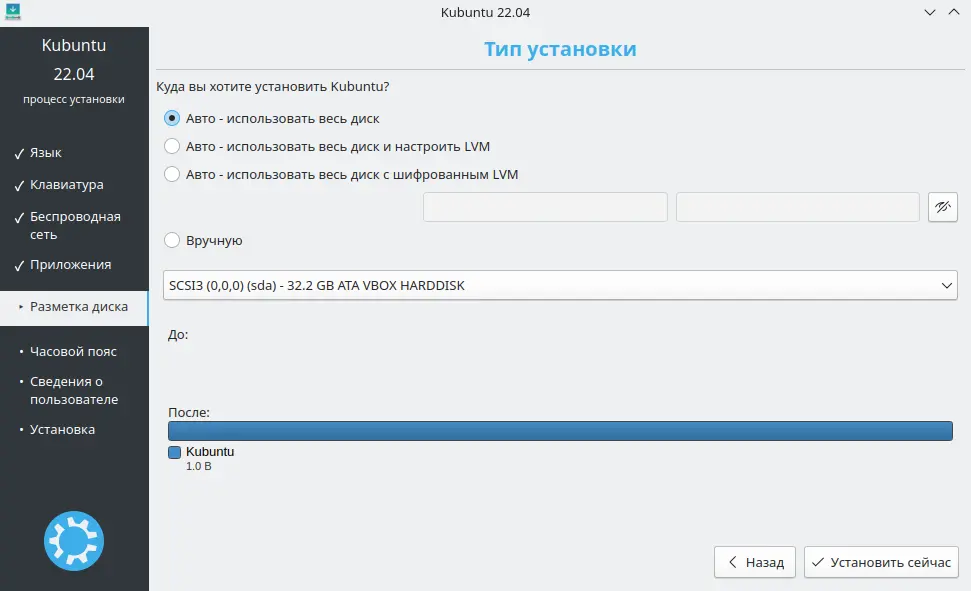 Kubuntu 22.04
Kubuntu
22.04
процесс установки
Язык
Клавиатура
Беспроводная
сеть
Приложения
Разметка диска
Часовой пояс
Сведения о
пользователе
Установка
Тип установки
Куда вы хотите установить Kubuntu?
Авто - использовать весь диск
Авто - использовать весь диск и настроить LVM
Авто - использовать весь диск с шифрованным LVM
Вручную
SCSI3 (0,0,0) (sda) - 32.2 GB ATA VBOX HARDDISK
До:
После:
Kubuntu
1.0 B
Назад
Установить сейчас